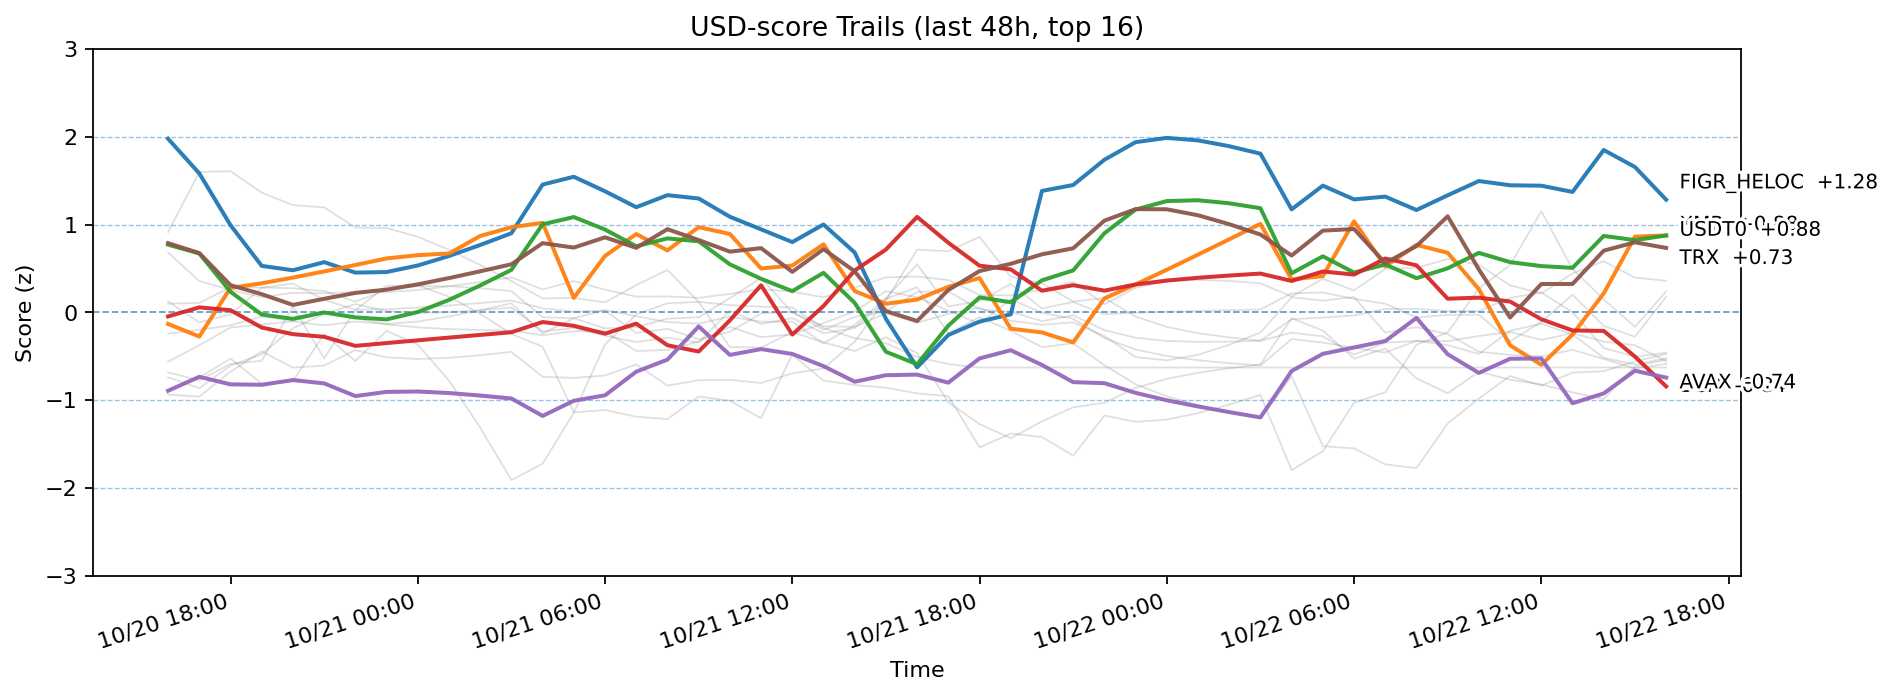 USD-score Trails (last 48h, top 16)
Score (z)
3
2
1
0
−1
−2
−3
FIGR_HELOC +1.28
USDT0 +0.88
TRX +0.73
AVAX -0.74
10/20 18:00
10/21 00:00
10/21 06:00
10/21 12:00
10/21 18:00
10/22 00:00
10/22 06:00
10/22 12:00
10/22 18:00
Time